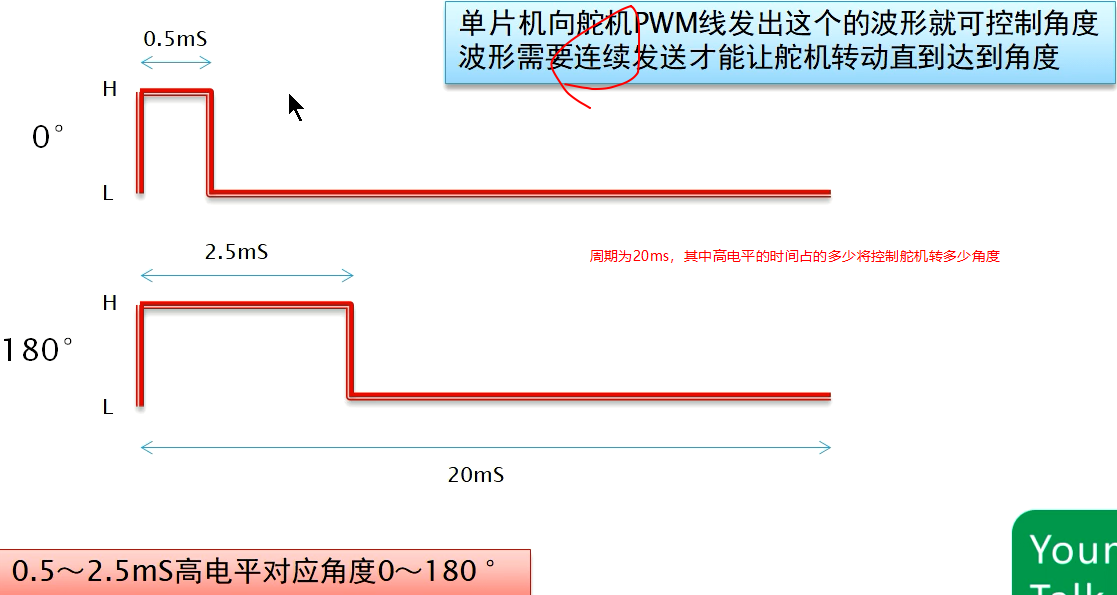 单片机向舵机PWM线发出这个的波形就可控制角度
波形需要连续发送才能让舵机转动直到达到角度
0.5mS
H
0°
L
2.5mS
周期为20ms，其中高电平的时间占的多少将控制舵机转多少角度
H
180°
L
20mS
0.5～2.5mS高电平对应角度0～180 °
Youn
Talk